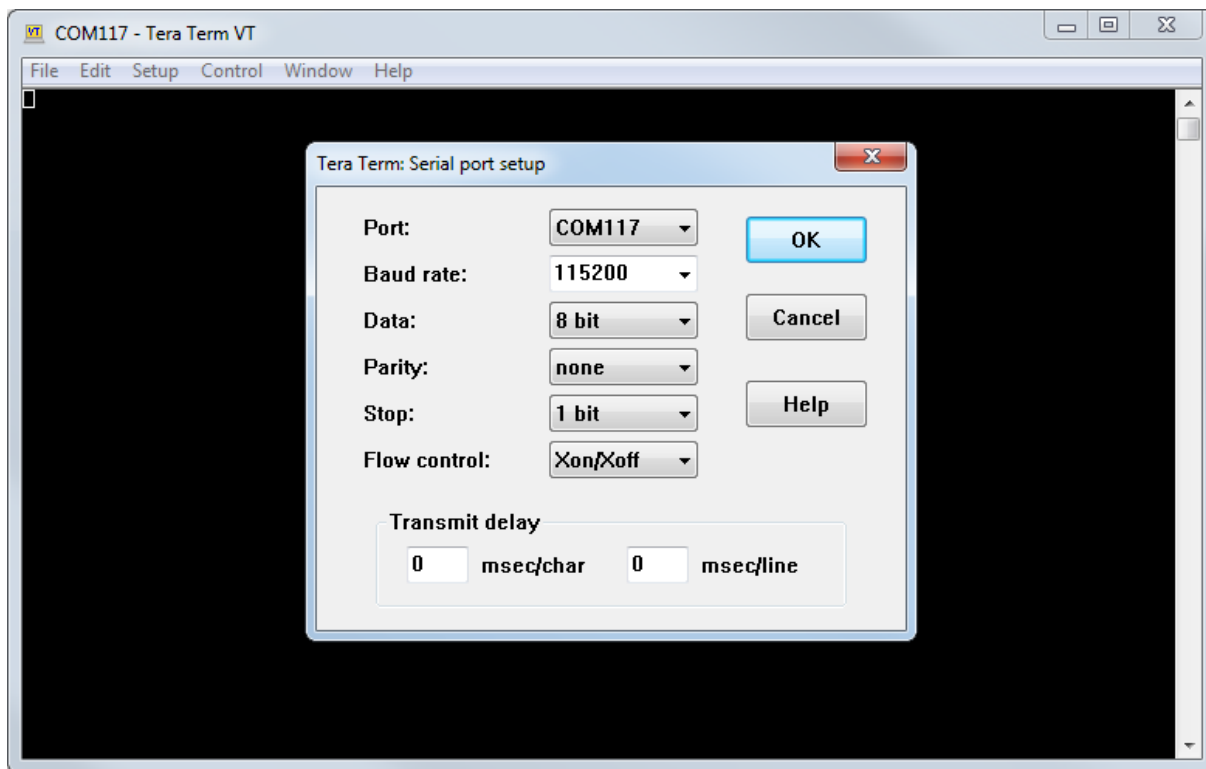 VT COM117 - Tera Term VT
File Edit Setup Control Window Help
Tera Term: Serial port setup
Port: COM117 OK
Baud rate: 115200
Data: 8 bit Cancel
Parity: none
Stop: 1 bit Help
Flow control: Xon/Xoff
Transmit delay
0 msec/char 0 msec/line